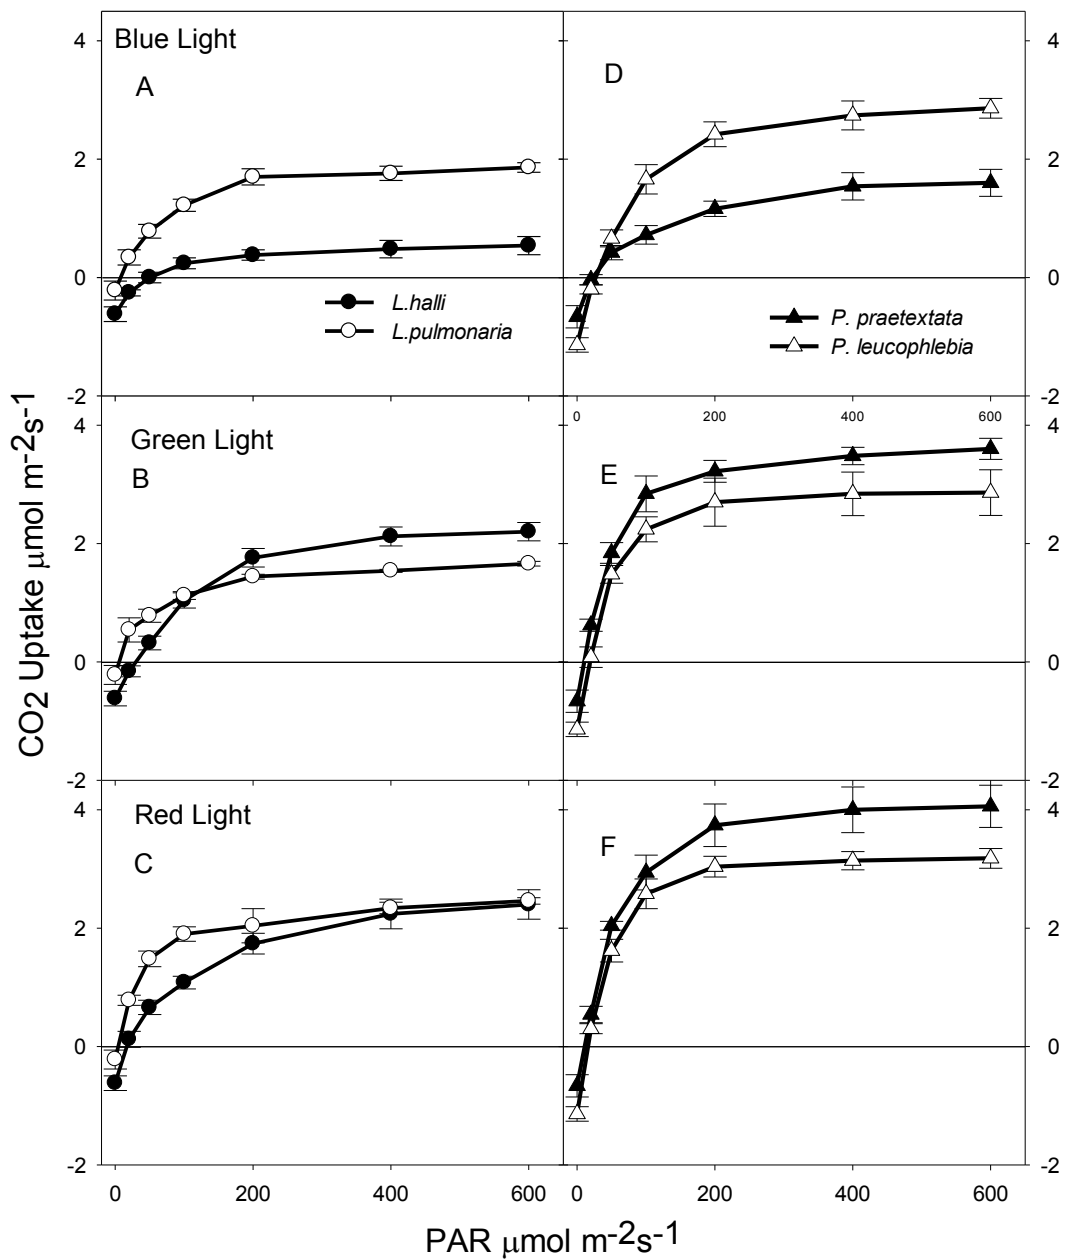 Blue Light
A
D
4
2
0
-2
4
2
0
-2
L.halli
L.pulmonaria
P. praetextata
P. leucophlebia
0 200 400 600
Green Light
B
E
4
2
0
-2
4
2
0
-2
Red Light
C
F
4
2
0
-2
4
2
0
-2
0 200 400 600
0 200 400 600
CO2 Uptake μmol m-2s-1
PAR μmol m-2s-1